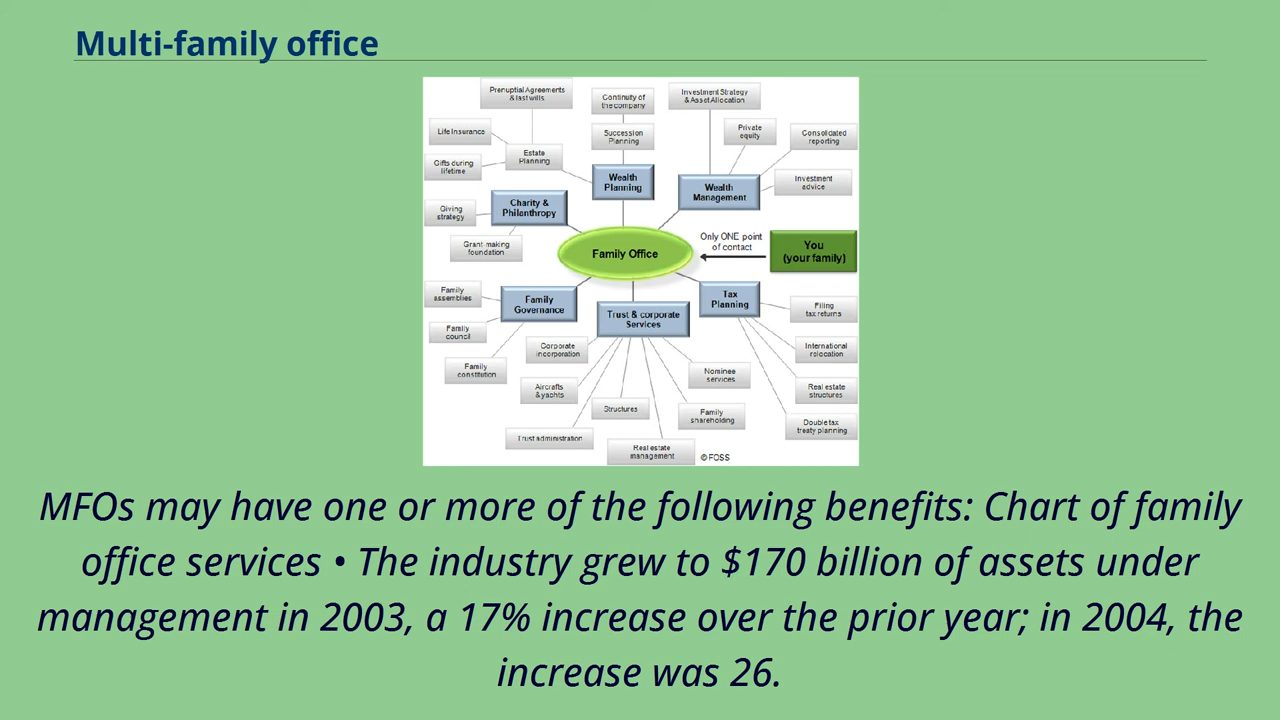 Multi-family office
Prenuptial Agreements
& last wills
Continuity of
the company
Investment Strategy
& Asset Allocation
Life Insurance
Succession
Planning
Private
equity
Consolidated
reporting
Gifts during
lifetime
Estate
Planning
Wealth
Planning
Wealth
Management
Investment
advice
Giving
strategy
Charity &
Philanthropy
Grant-making
foundation
Family Office
Only ONE point
of contact
You
(your family)
Family
assemblies
Family
Governance
Trust & corporate
Services
Tax
Planning
Filing
tax returns
Family
council
Corporate
incorporation
International
relocation
Family
constitution
Aircrafts
& yachts
Nominee
services
Real estate
structures
Structures
Family
shareholding
Double tax
treaty planning
Trust administration
Real estate
management
© FOSS
MFOs may have one or more of the following benefits: Chart of family
office services • The industry grew to $170 billion of assets under
management in 2003, a 17% increase over the prior year; in 2004, the
increase was 26.